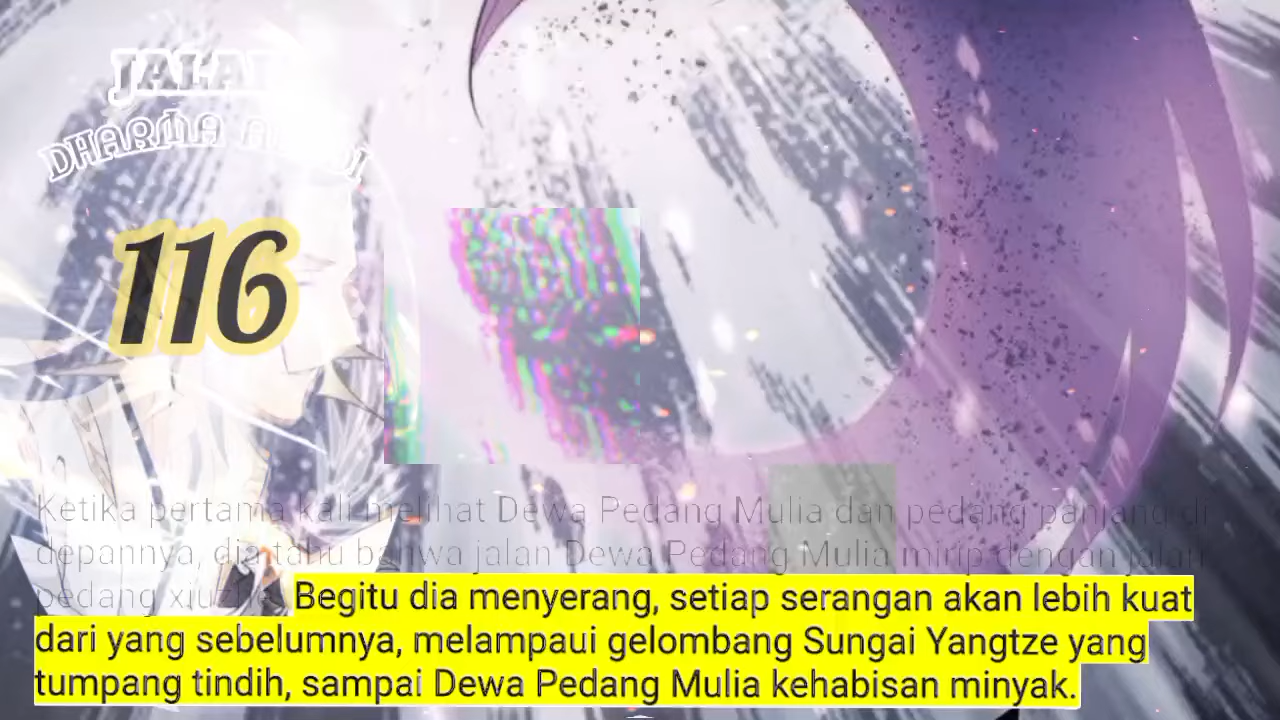 JALAN
DHARMA
116
Ketika pertama kali melihat Dewa Pedang Mulia dan pedang panjang di
depannya, dia tahu bahwa jalan Dewa Pedang Mulia mirip dengan jalan
pedang Begitu dia menyerang, setiap serangan akan lebih kuat
dari yang sebelumnya, melampaui gelombang Sungai Yangtze yang
tumpang tindih, sampai Dewa Pedang Mulia kehabisan minyak.